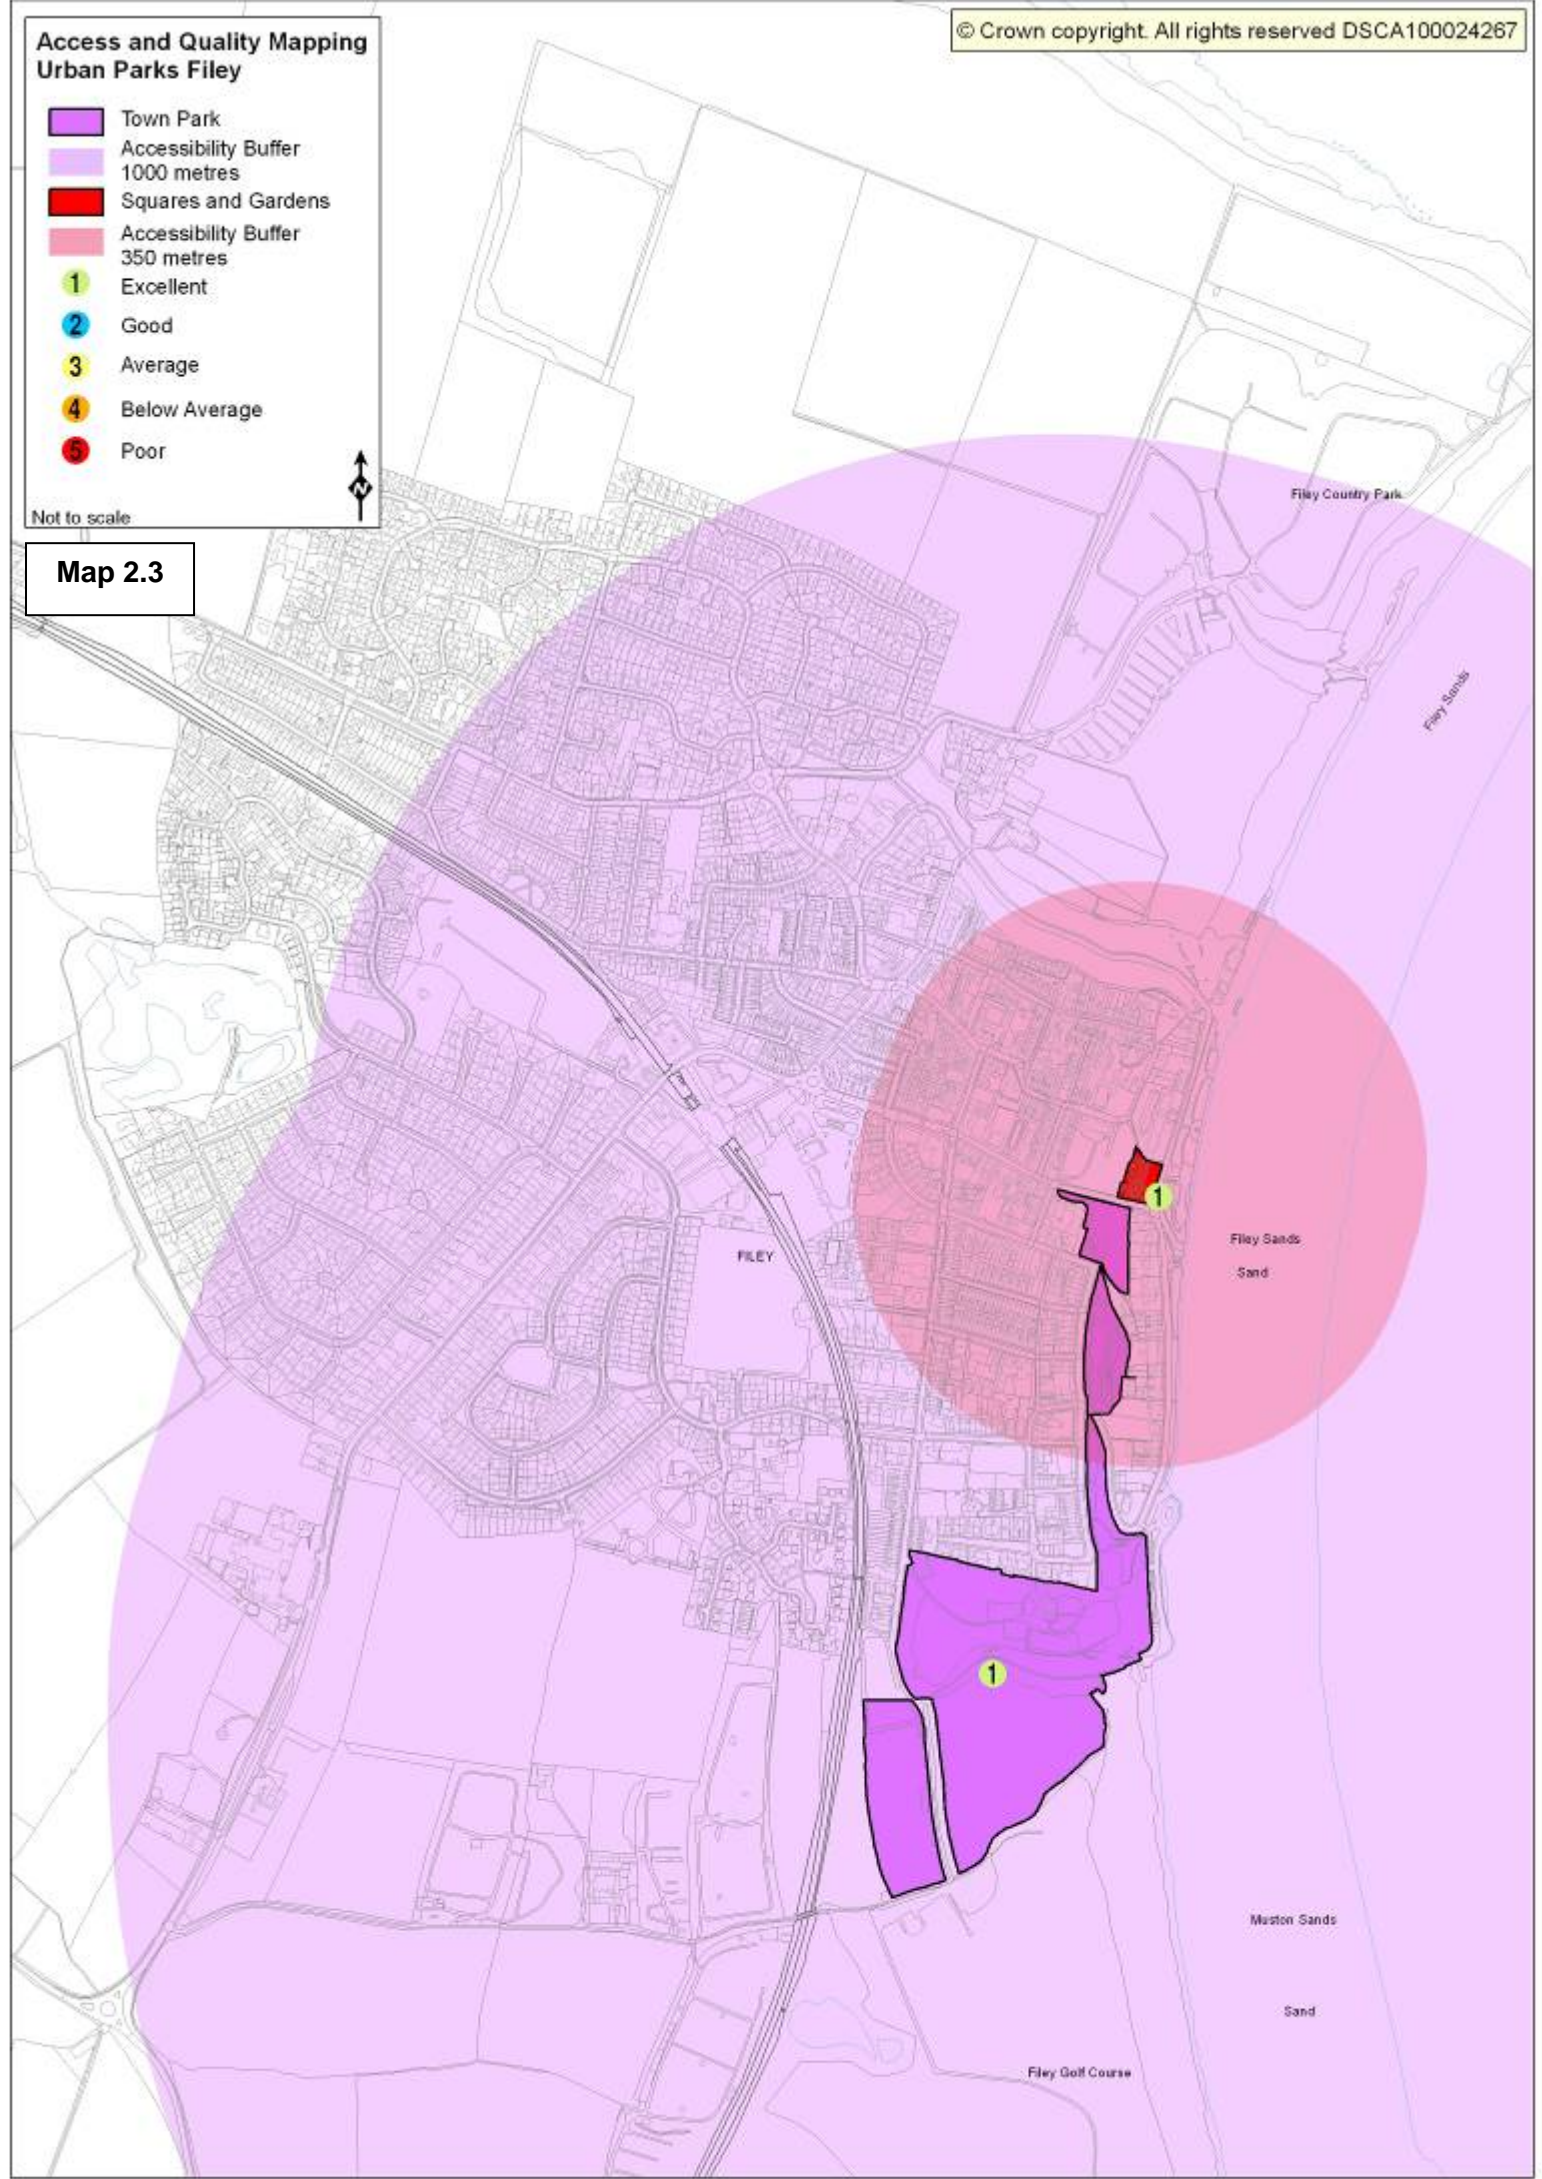 © Crown copyright. All rights reserved DSCA100024267
Access and Quality Mapping
Urban Parks Filey
Town Park
Accessibility Buffer
1000 metres
Squares and Gardens
Accessibility Buffer
350 metres
1 Excellent
2 Good
3 Average
4 Below Average
5 Poor
N
Not to scale
Map 2.3
Filey Country Park
Filey Sands
1
Filey Sands
FILEY
Sand
1
Muston Sands
Sand
Filey Golf Course